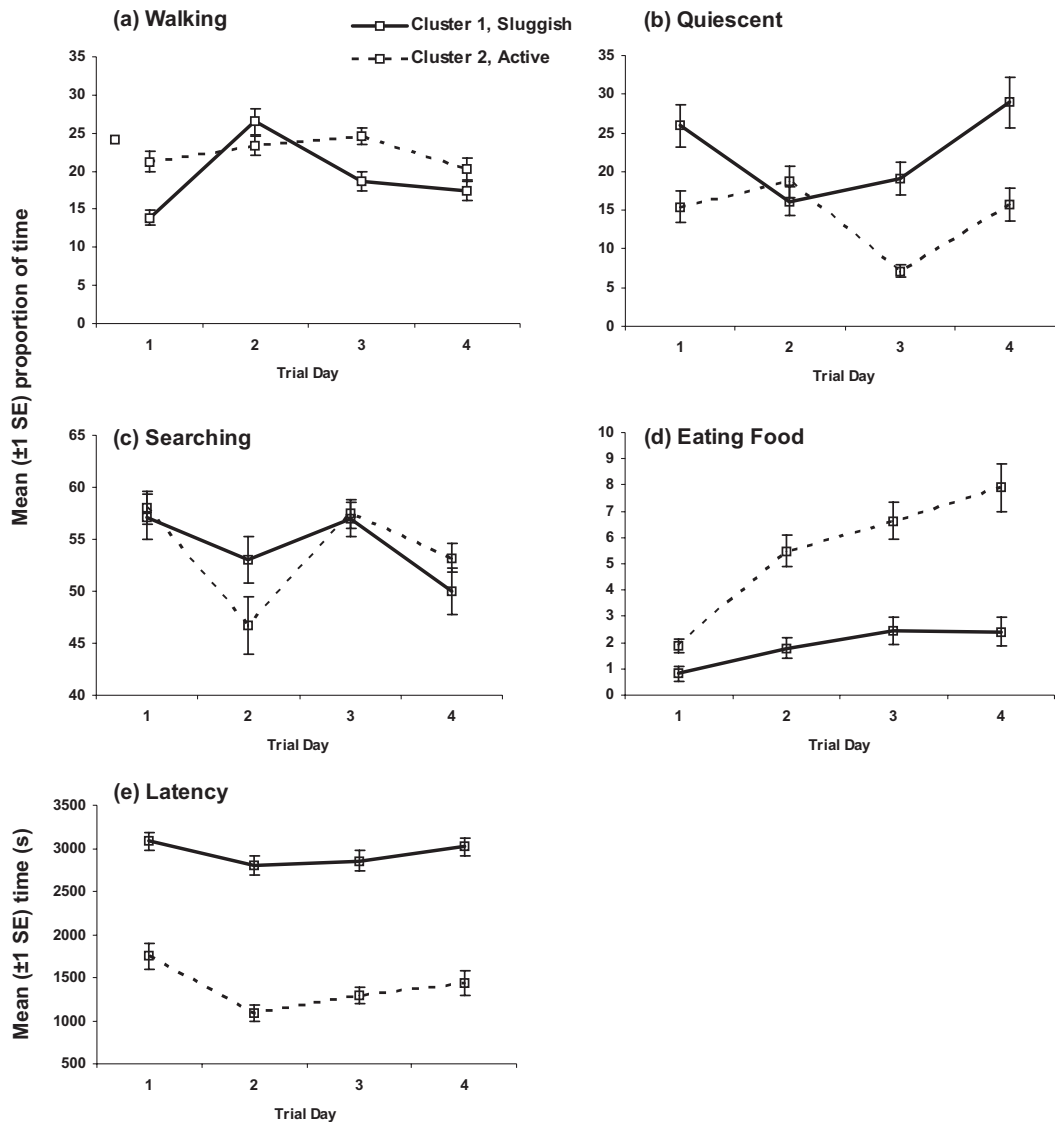 (a) Walking
Cluster 1, Sluggish
Cluster 2, Active
(b) Quiescent
Mean (±1 SE) proportion of time
35
30
25
20
15
10
5
0
1 2 3 4
Trial Day
35
30
25
20
15
10
5
0
1 2 3 4
Trial Day
(c) Searching
65
60
55
50
45
40
1 2 3 4
Trial Day
(d) Eating Food
10
9
8
7
6
5
4
3
2
1
0
1 2 3 4
Trial Day
(e) Latency
Mean (±1 SE) time (s)
3500
3000
2500
2000
1500
1000
500
1 2 3 4
Trial Day